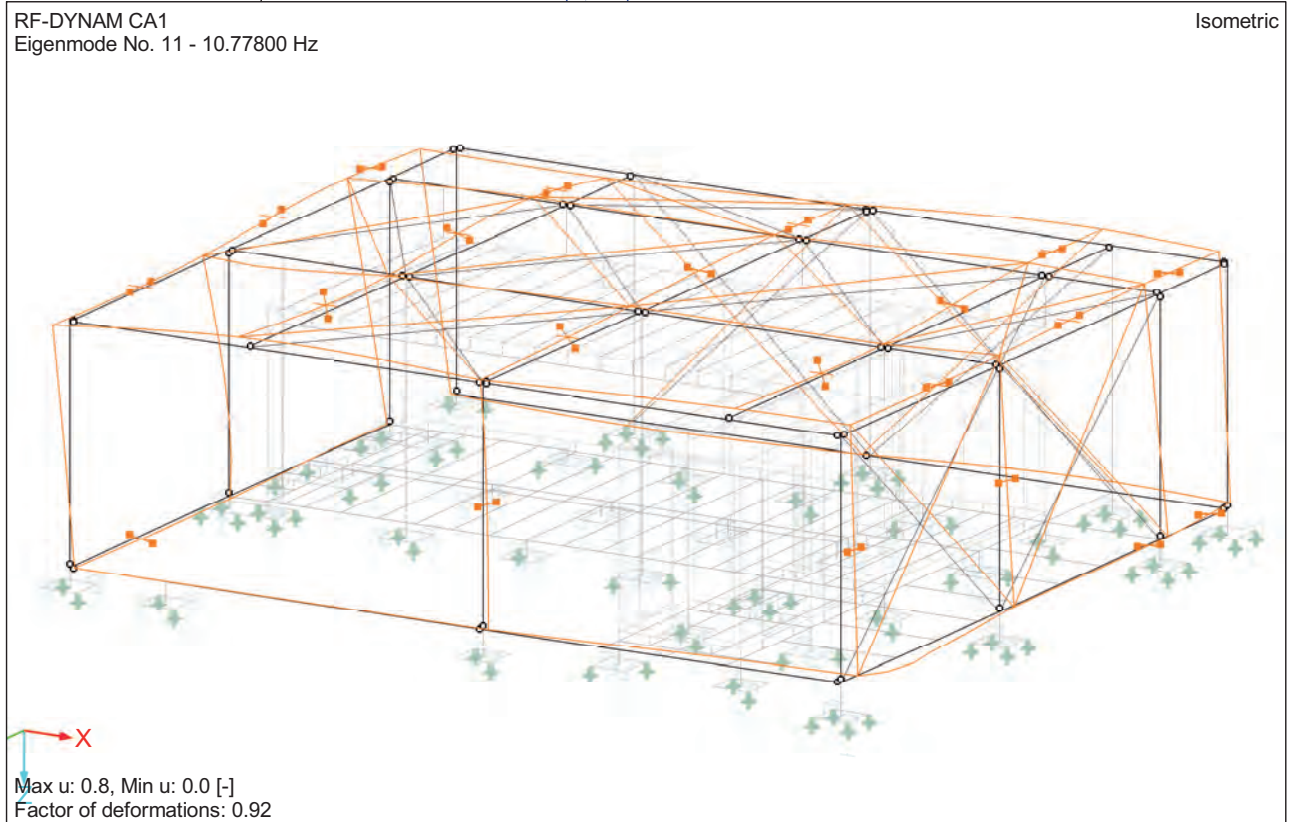 RF-DYNAM CA1
Isometric
Eigenmode No. 11 - 10.77800 Hz
X
Z
Max u: 0.8, Min u: 0.0 [-]
Factor of deformations: 0.92